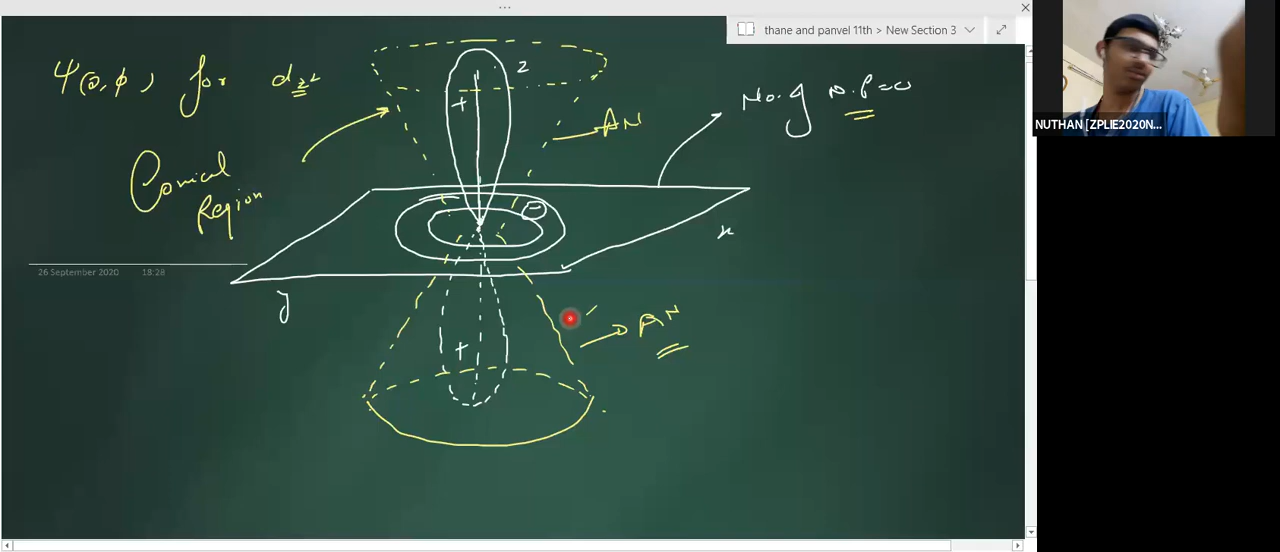 thane and panvel 11th > New Section 3
NUTHAN [ZPLIE2020N...
Ψ(θ,φ) for dz²
z
+
No. of N.P=0
AN
Conical
Region
-
x
26 September 2020 18:28
y
AN
+